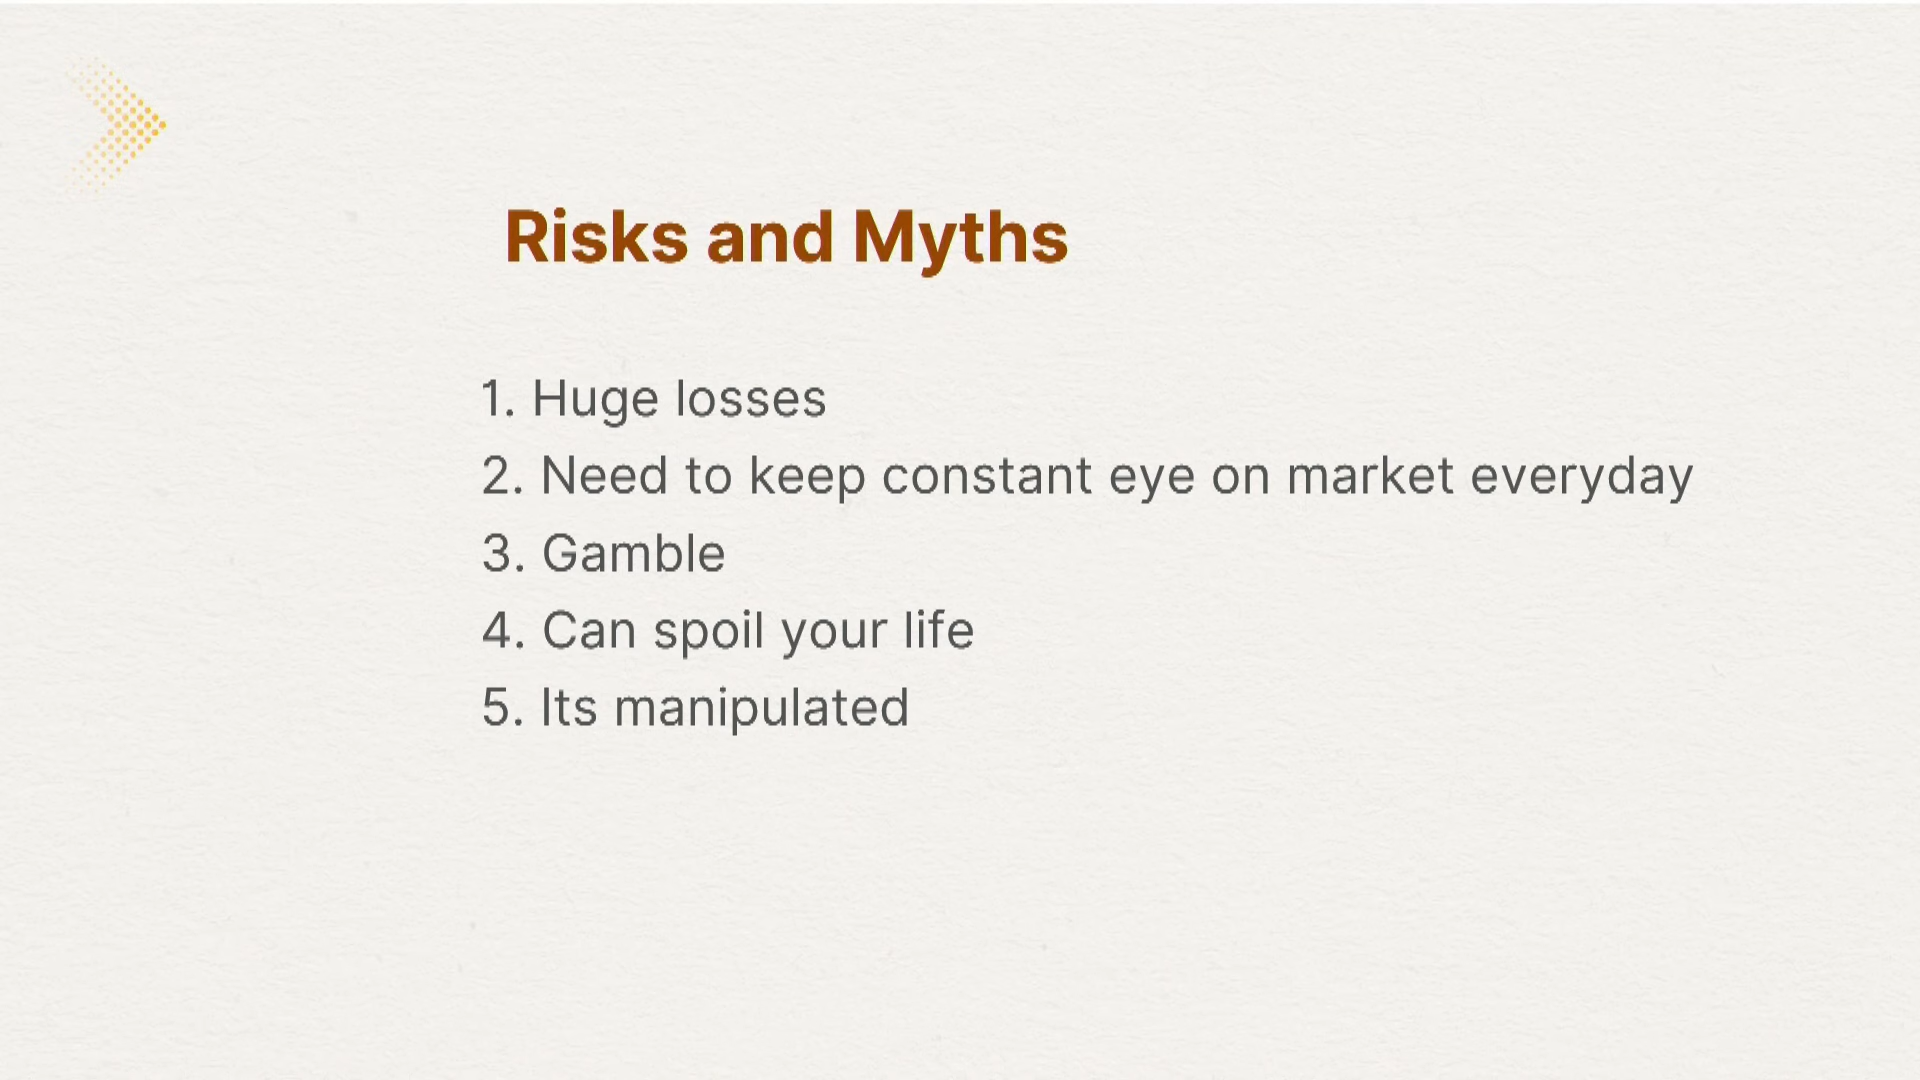 Risks and Myths
1. Huge losses
2. Need to keep constant eye on market everyday
3. Gamble
4. Can spoil your life
5. Its manipulated